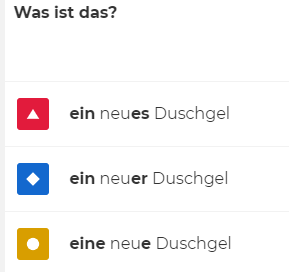 Was ist das?
ein neues Duschgel
ein neuer Duschgel
eine neue Duschgel